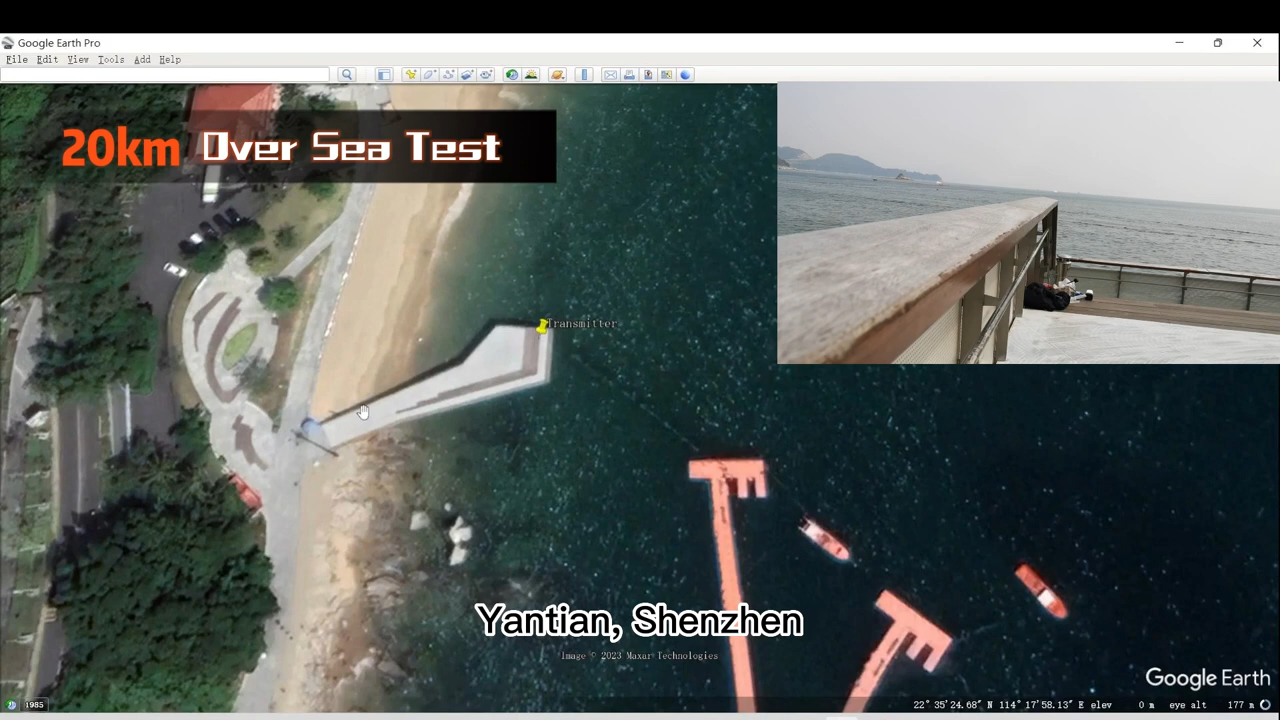 Google Earth Pro
File Edit View Tools Add Help
20km Over Sea Test
Transmitter
Yantian, Shenzhen
Image © 2023 Maxar Technologies
Google Earth
1985
22° 35'24.68" N 114° 17'58.13" E elev 0 m eye alt 177 m